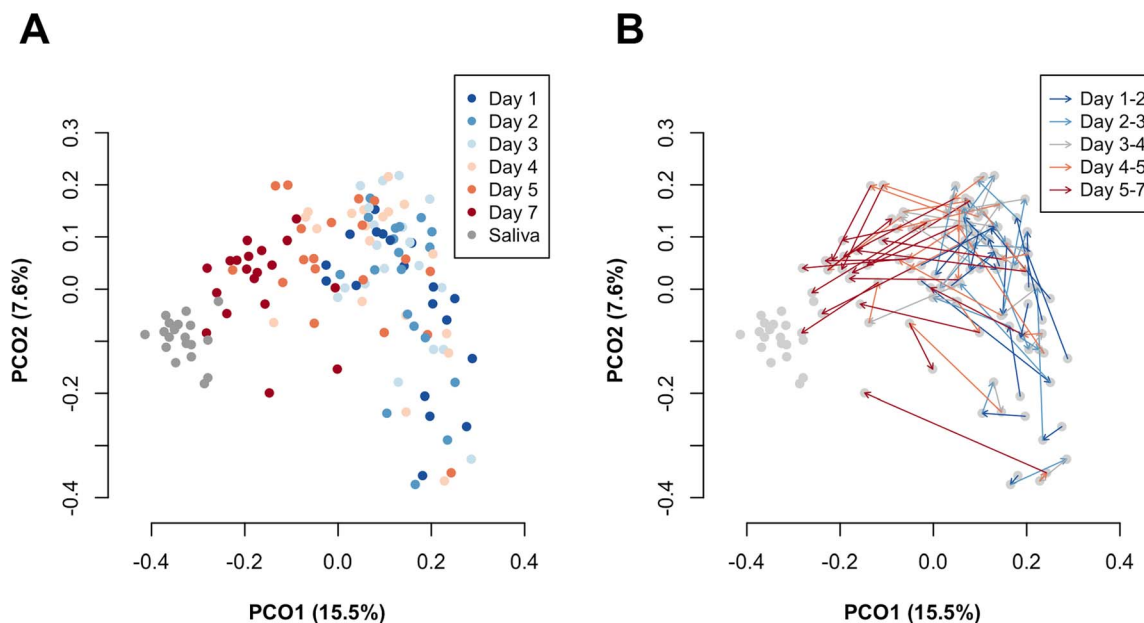 A
B
Day 1
Day 2
Day 3
Day 4
Day 5
Day 7
Saliva
0.3
0.2
0.1
0.0
-0.2
-0.4
PCO2 (7.6%)
-0.4
-0.2
0.0
0.2
0.4
PCO1 (15.5%)
Day 1-2
Day 2-3
Day 3-4
Day 4-5
Day 5-7
0.3
0.2
0.1
0.0
-0.2
-0.4
PCO2 (7.6%)
-0.4
-0.2
0.0
0.2
0.4
PCO1 (15.5%)